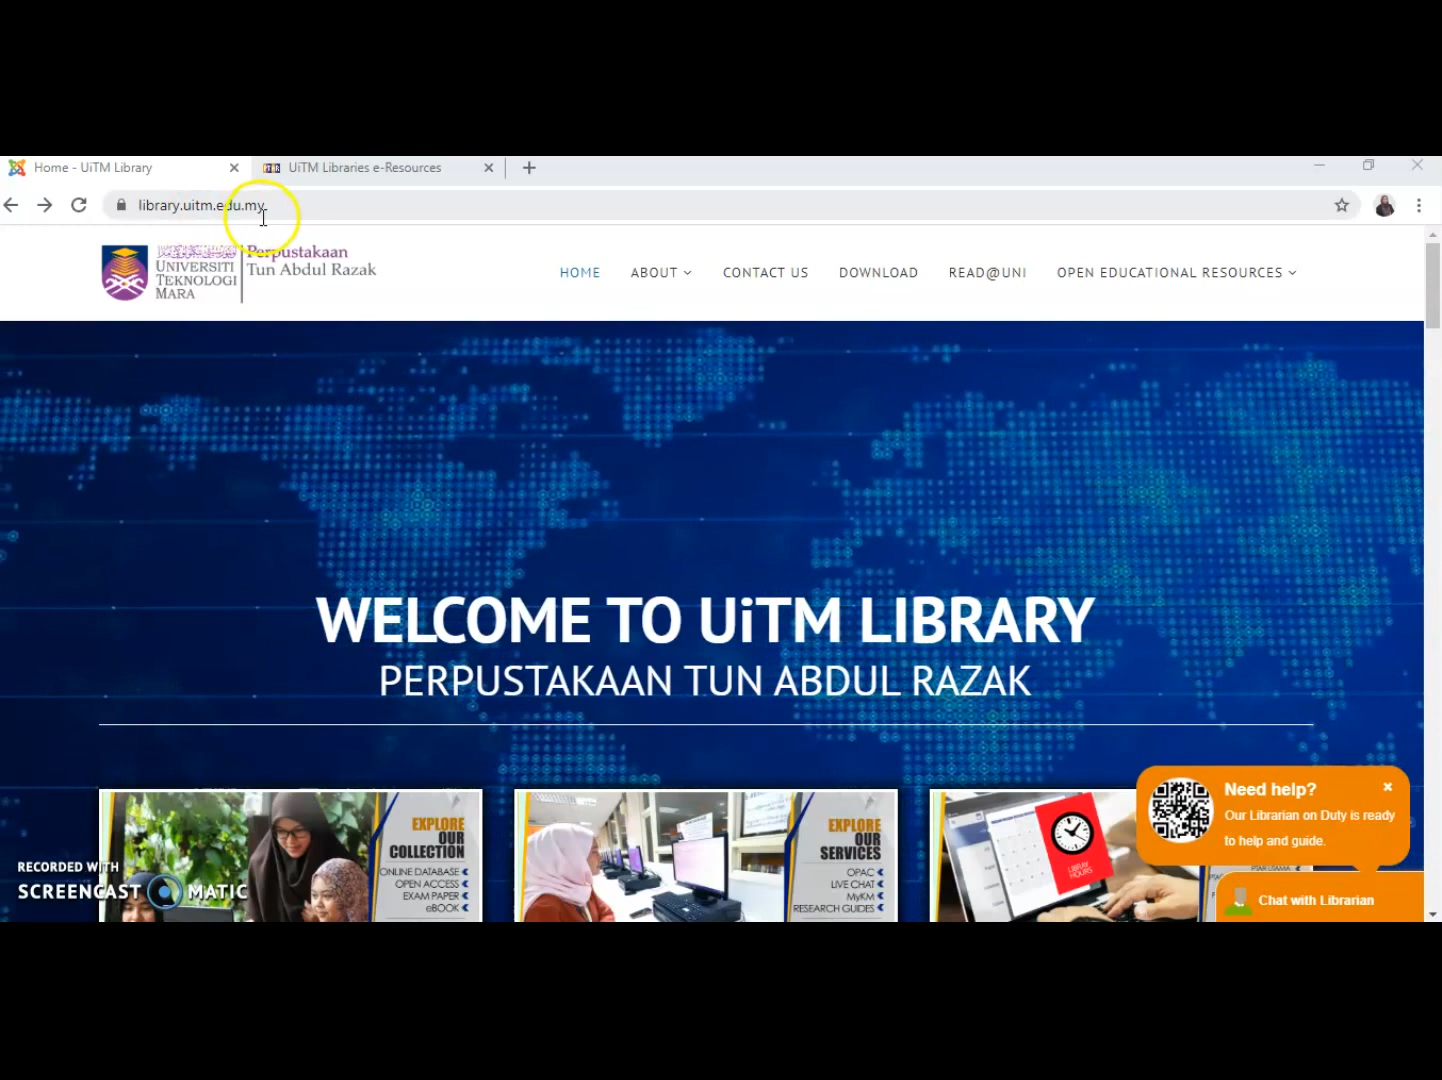 Home - UiTM Library
UiTM Libraries e-Resources
library.uitm.edu.my
UNIVERSITI
TEKNOLOGI
MARA
Perpustakaan
Tun Abdul Razak
HOME
ABOUT
CONTACT US
DOWNLOAD
READ@UNI
OPEN EDUCATIONAL RESOURCES
WELCOME TO UiTM LIBRARY
PERPUSTAKAAN TUN ABDUL RAZAK
EXPLORE
OUR
COLLECTION
ONLINE DATABASE
OPEN ACCESS
EXAM PAPER
eBOOK
EXPLORE
OUR
SERVICES
OPAC
LIVE CHAT
MyKM
RESEARCH GUIDES
LIBRARY
HOURS
Need help?
Our Librarian on Duty is ready
to help and guide.
Chat with Librarian
RECORDED WITH
SCREENCAST MATIC